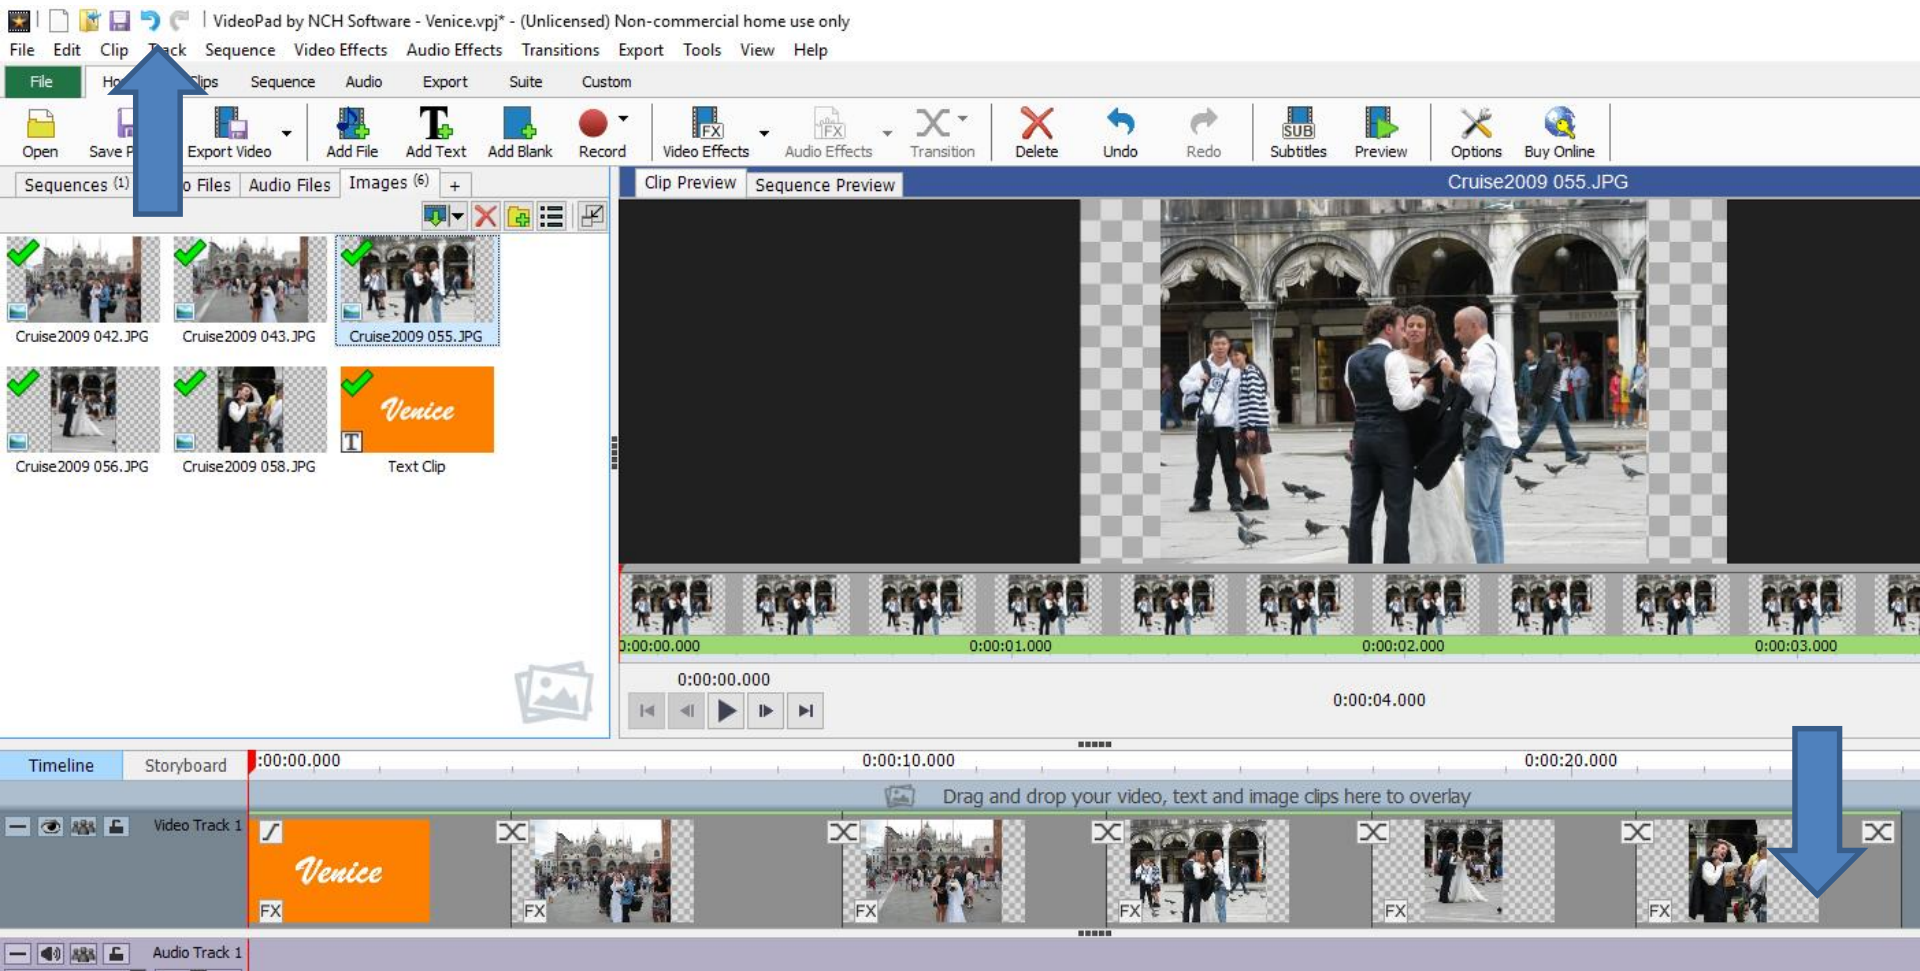 VideoPad by NCH Software - Venice.vpj* - (Unlicensed) Non-commercial home use only
File Edit Clip Track Sequence Video Effects Audio Effects Transitions Export Tools View Help
File Clips Sequence Audio Export Suite Custom
FX FX SUB
Open Export Video Add File Add Text Add Blank Record Video Effects Audio Effects Transition Delete Undo Redo Subtitles Preview Options Buy Online
Sequences (1) Files Audio Files Images (6) + Clip Preview Sequence Preview Cruise2009 055.JPG
Cruise2009 042.JPG Cruise2009 043.JPG Cruise2009 055.JPG
Venice
T
Cruise2009 056.JPG Cruise2009 058.JPG Text Clip
0:00:00.000 0:00:01.000 0:00:02.000 0:00:03.000
0:00:00.000
0:00:04.000
Timeline Storyboard :00:00.000 0:00:10.000 0:00:20.000
Drag and drop your video, text and image clips here to overlay
Video Track 1
Venice
FX FX FX FX FX FX
Audio Track 1